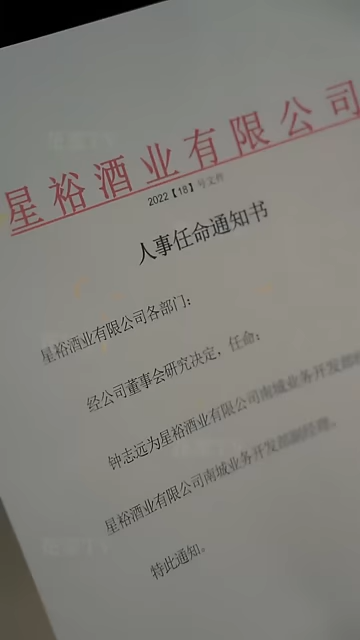 星裕酒业有限公司
2022【18】号文件
人事任命通知书
星裕酒业有限公司各部门：
经公司董事会研究决定，任命：
钟志远为星裕酒业有限公司南城业务开发部
星裕酒业有限公司南城业务开发部副经理。
特此通知。